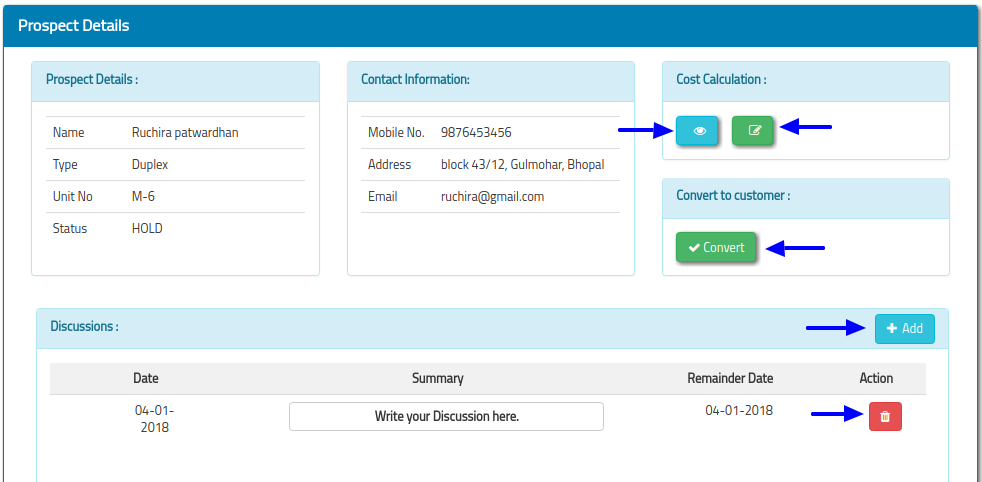 Prospect Details
Prospect Details :
Name Ruchira patwardhan
Type Duplex
Unit No M-6
Status HOLD
Contact Information:
Mobile No. 9876453456
Address block 43/12, Gulmohar, Bhopal
Email ruchira@gmail.com
Cost Calculation :
Convert to customer :
Convert
Discussions :
Add
Date Summary Remainder Date Action
04-01-
2018
Write your Discussion here.
04-01-2018